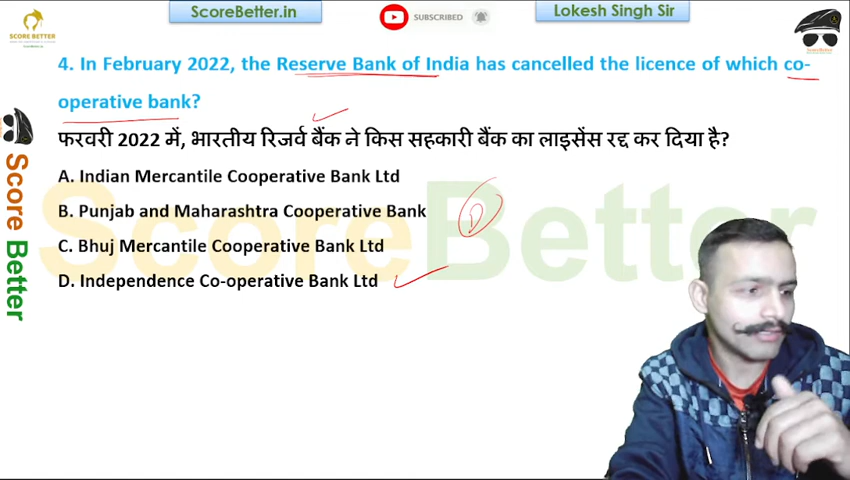 ScoreBetter.in
SUBSCRIBED
Lokesh Singh Sir
SCORE BETTER
4. In February 2022, the Reserve Bank of India has cancelled the licence of which co-
operative bank?
फरवरी 2022 में, भारतीय रिजर्व बैंक ने किस सहकारी बैंक का लाइसेंस रद्द कर दिया है?
A. Indian Mercantile Cooperative Bank Ltd
B. Punjab and Maharashtra Cooperative Bank
D
C. Bhuj Mercantile Cooperative Bank Ltd
D. Independence Co-operative Bank Ltd
Score Better
ScoreBetter